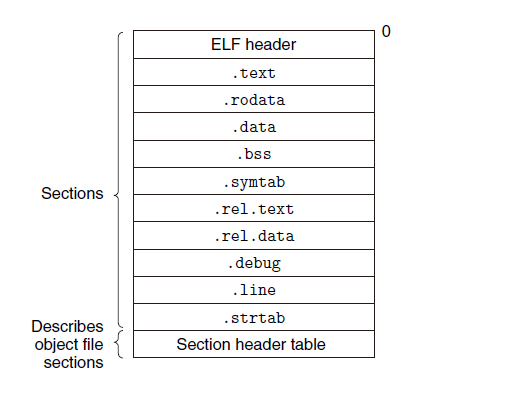 0
ELF header
.text
.rodata
.data
.bss
.symtab
.rel.text
.rel.data
.debug
.line
.strtab
Section header table
Sections
Describes
object file
sections